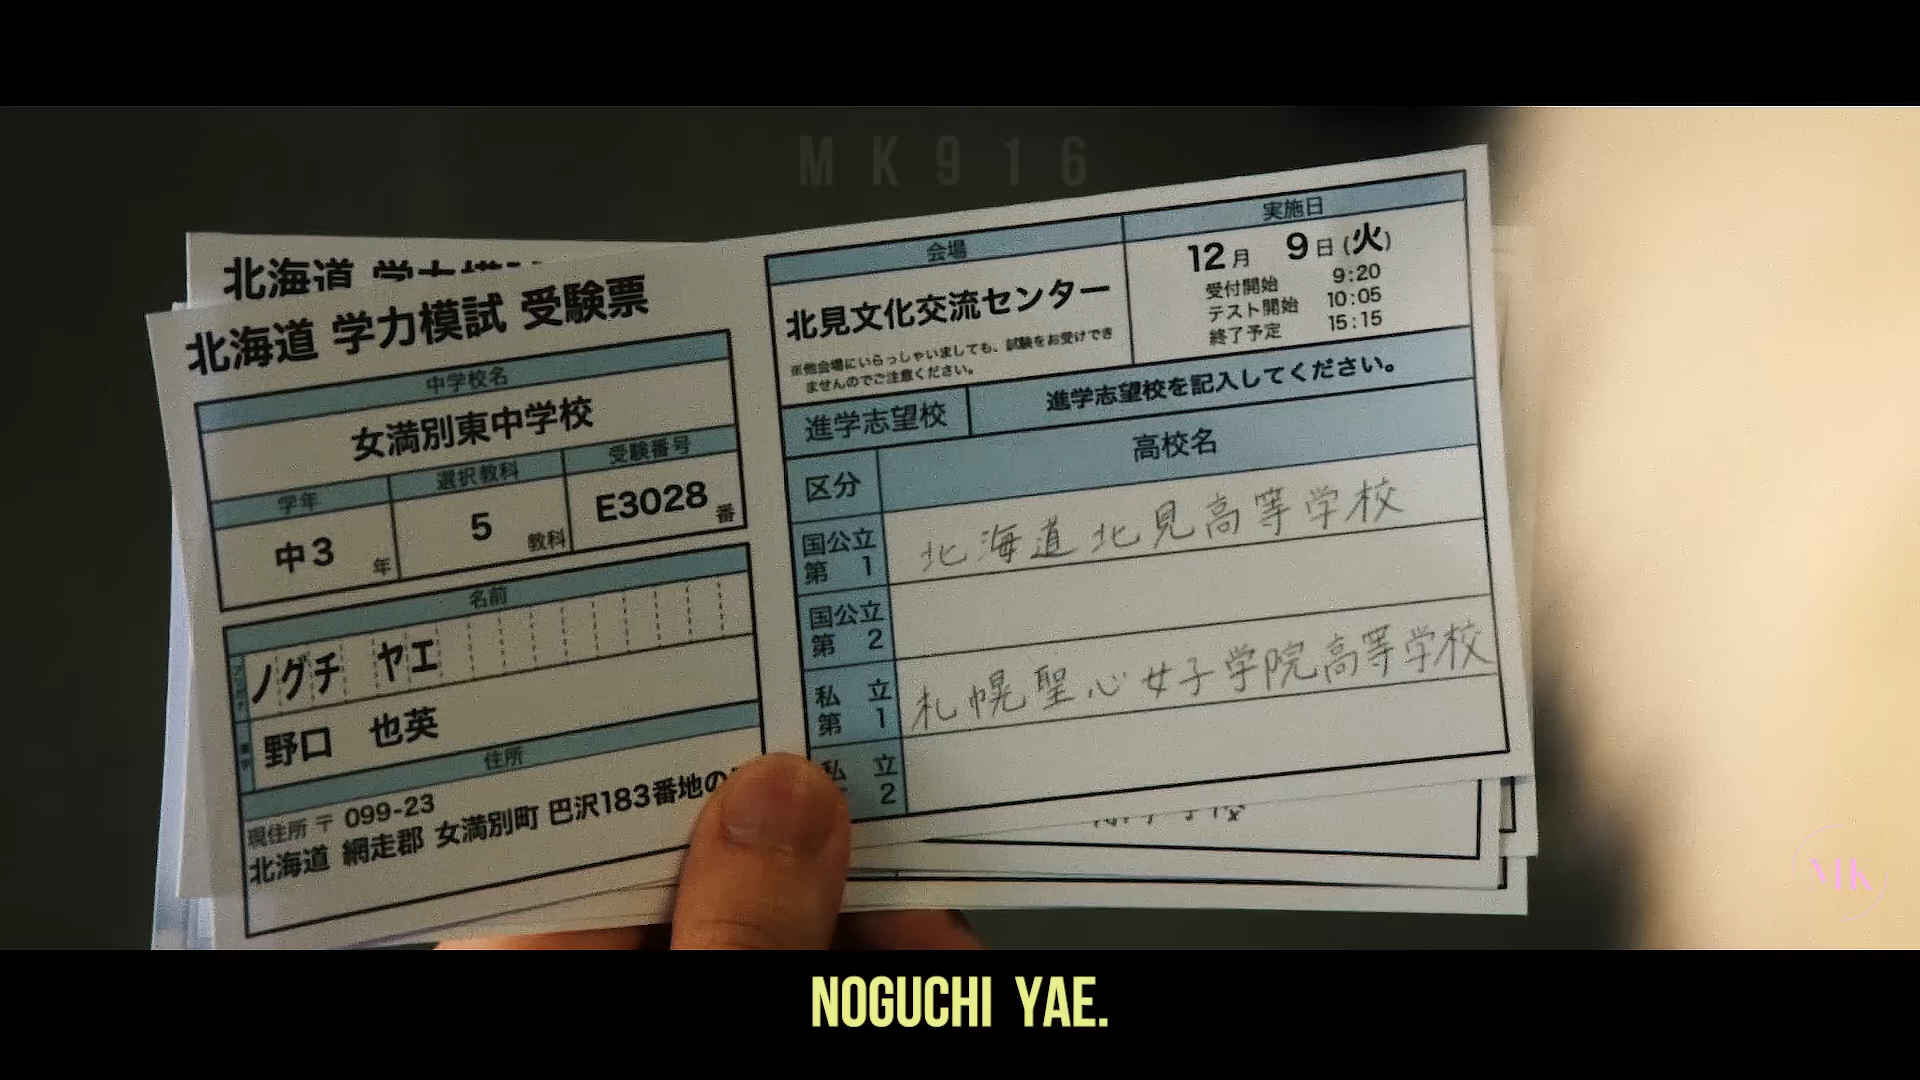 MK916
北海道
北海道 学力模試 受験票
中学校名
女満別東中学校
学年 選択教科 受験番号
中3年 5教科 E3028番
名前
ノグチ ヤエ
野口 也英
住所
現住所 〒 099-23
北海道 網走郡 女満別町 巴沢183番地の
会場
北見文化交流センター
※他会場にいらっしゃいましても、試験をお受けでき
ませんのでご注意ください。
実施日
12月 9日(火)
受付開始 9:20
テスト開始 10:05
終了予定 15:15
進学志望校 進学志望校を記入してください。
区分 高校名
国公立第1 北海道北見高等学校
国公立第2
私立第1 札幌聖心女子学院高等学校
私立2
MK
NOGUCHI YAE.